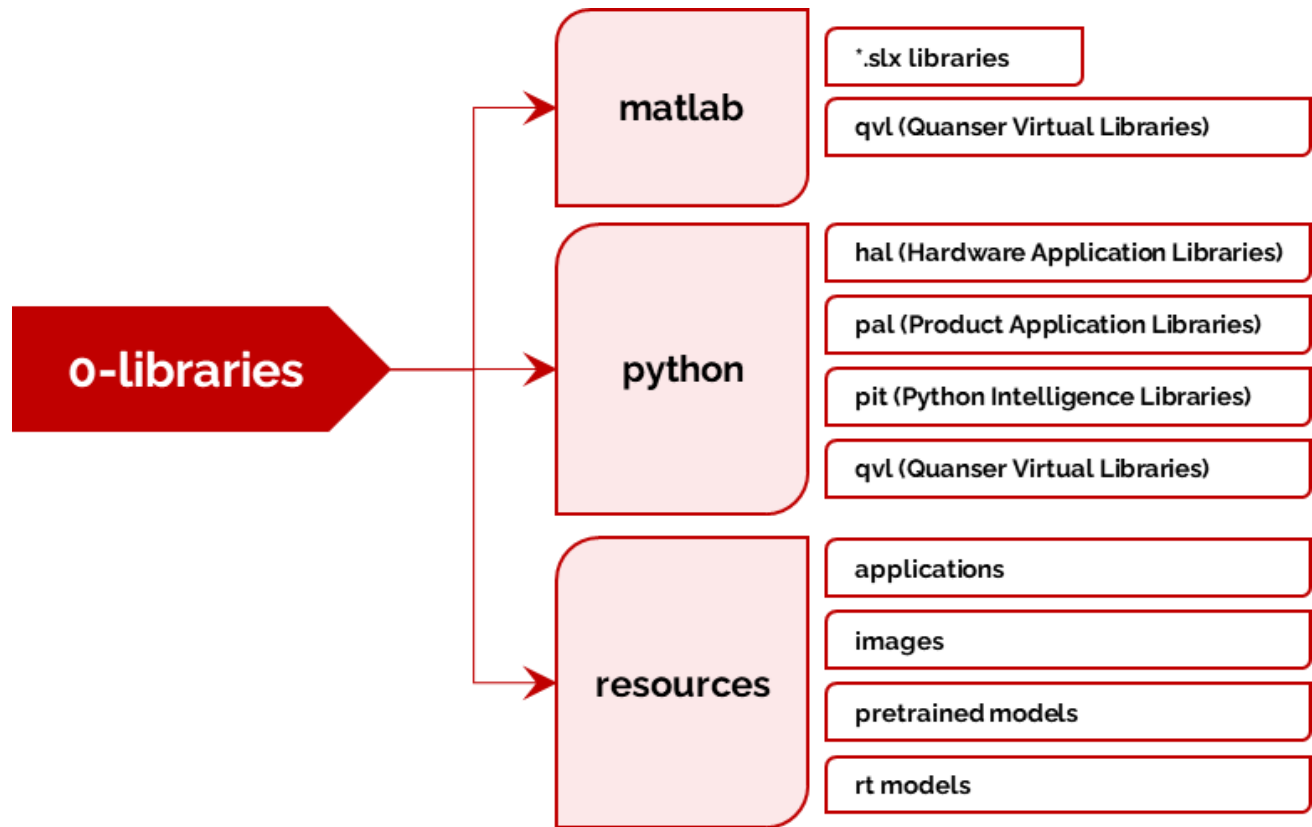 0-libraries
matlab
*.slx libraries
qvl (Quanser Virtual Libraries)
python
hal (Hardware Application Libraries)
pal (Product Application Libraries)
pit (Python Intelligence Libraries)
qvl (Quanser Virtual Libraries)
resources
applications
images
pretrained models
rt models